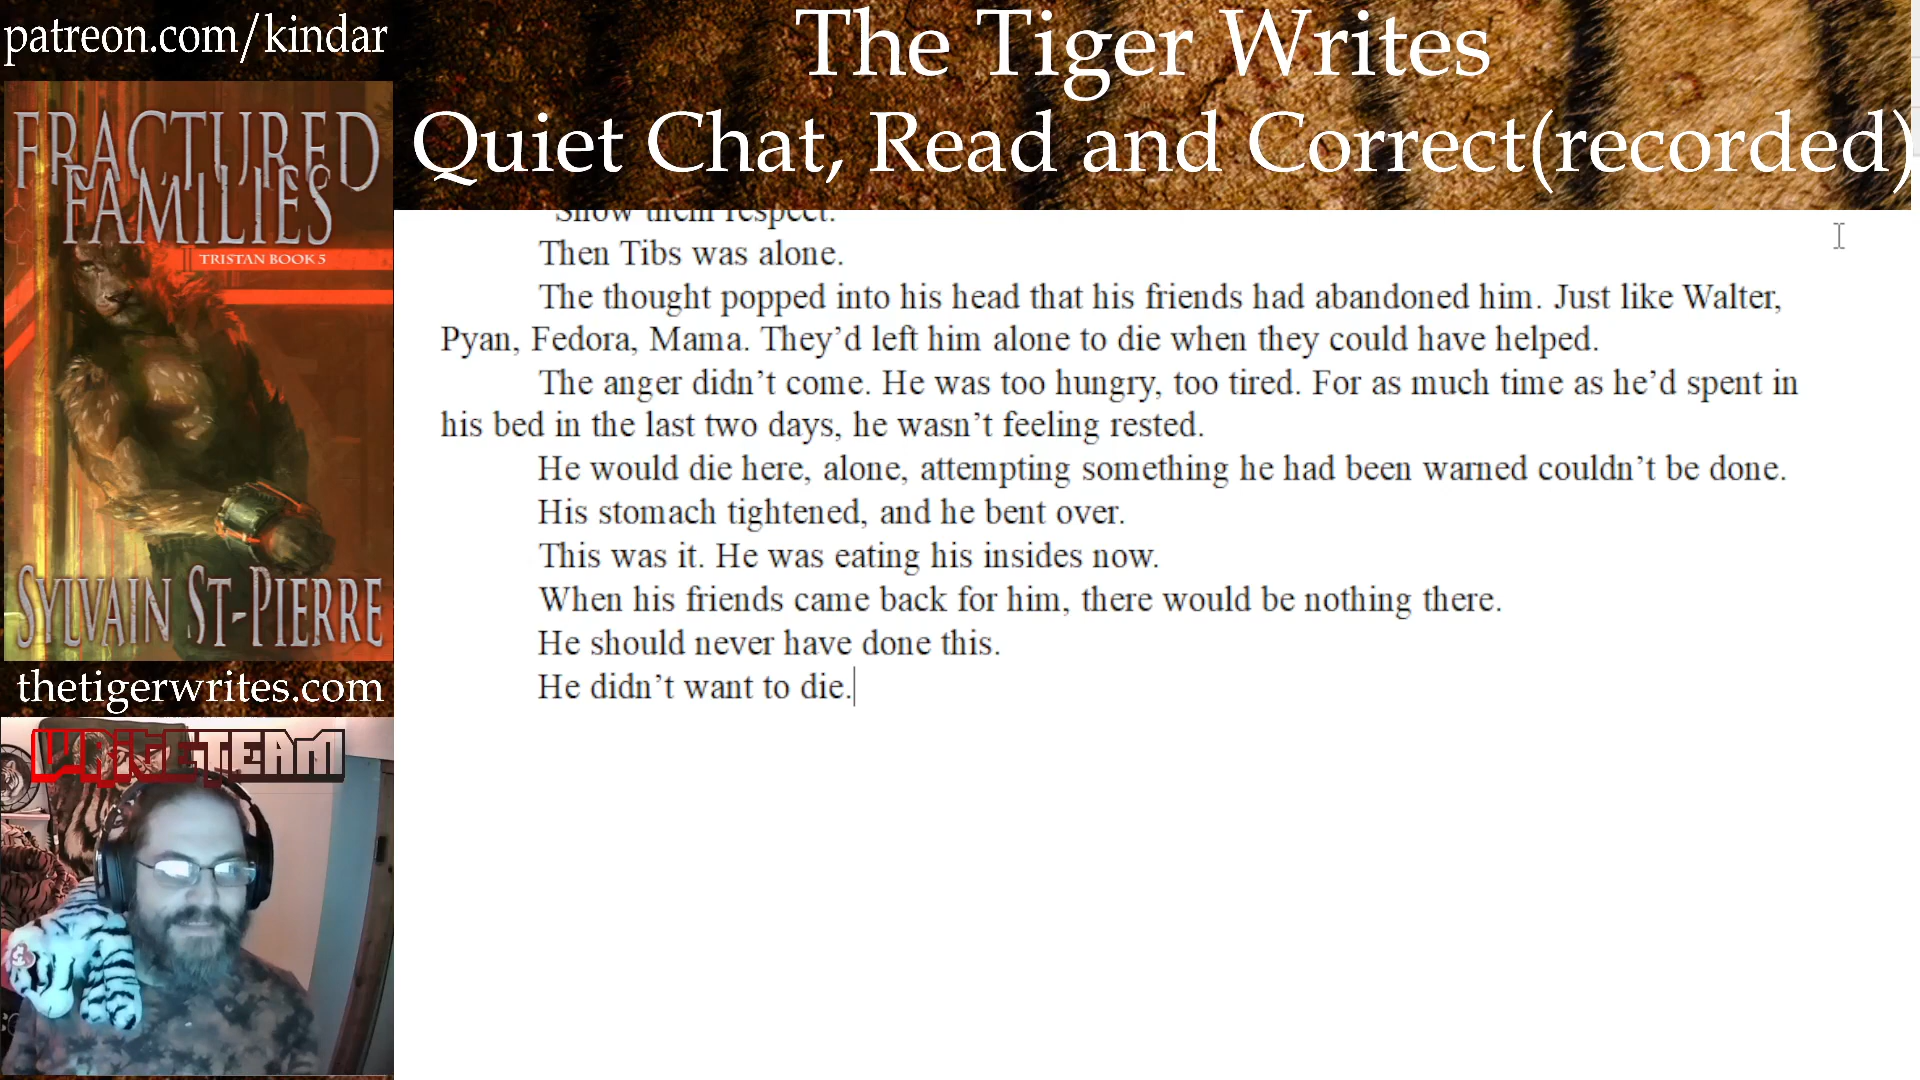 patreon.com/kindar
The Tiger Writes
Quiet Chat, Read and Correct(recorded)
FRACTURED
FAMILIES
TRISTAN BOOK 5
SYLVAIN ST-PIERRE
thetigerwrites.com
WRITETEAM
"Show them respect.
Then Tibs was alone.
The thought popped into his head that his friends had abandoned him. Just like Walter,
Pyan, Fedora, Mama. They’d left him alone to die when they could have helped.
The anger didn’t come. He was too hungry, too tired. For as much time as he’d spent in
his bed in the last two days, he wasn’t feeling rested.
He would die here, alone, attempting something he had been warned couldn’t be done.
His stomach tightened, and he bent over.
This was it. He was eating his insides now.
When his friends came back for him, there would be nothing there.
He should never have done this.
He didn’t want to die.